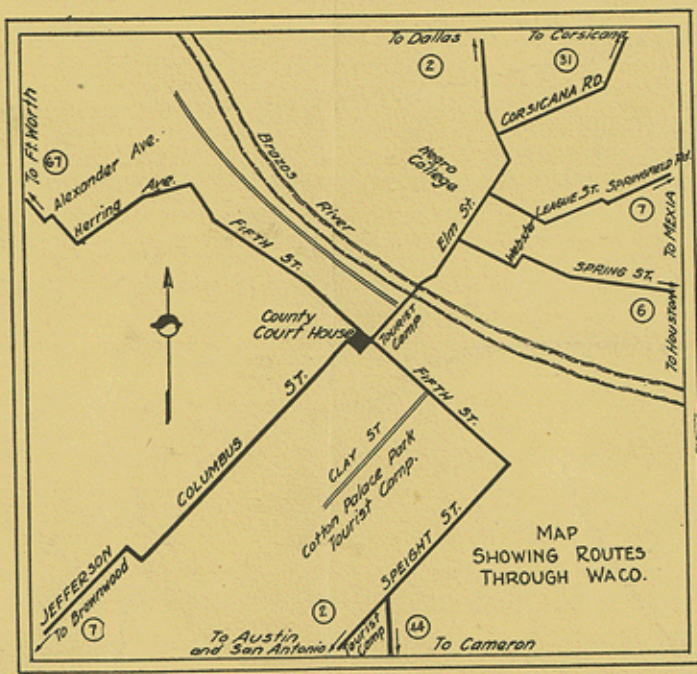 To Dallas
2
To Corsicana
31
CORSICANA RD.
To Ft. Worth
67
Alexander Ave.
Herring Ave.
Brazos
River
Negro
College
Elm St.
LEAGUE ST. SPRINGFIELD Rd.
7
To MEXIA
Webster
SPRING ST.
6
To HOUSTON
FIFTH ST.
County
Court House
TOURIST
Camp
FIFTH ST.
COLUMBUS ST.
CLAY ST
Cotton Palace Park
Tourist Camp.
SPEIGHT ST.
MAP
SHOWING ROUTES
THROUGH WACO.
JEFFERSON
To Brownwood
7
2
To Austin
and San Antonio
Tourist
Camp
44
To Cameron